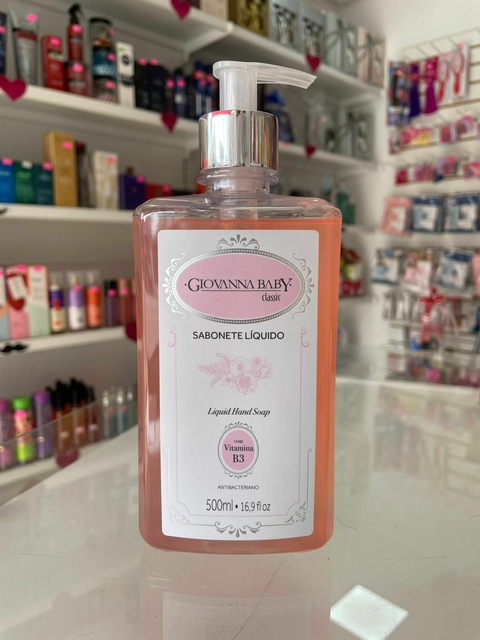 GIOVANNA BABY
classic
SABONETE LÍQUIDO
Liquid Hand Soap
com
Vitamina
B3
ANTIBACTERIANO
500ml • 16,9 fl oz